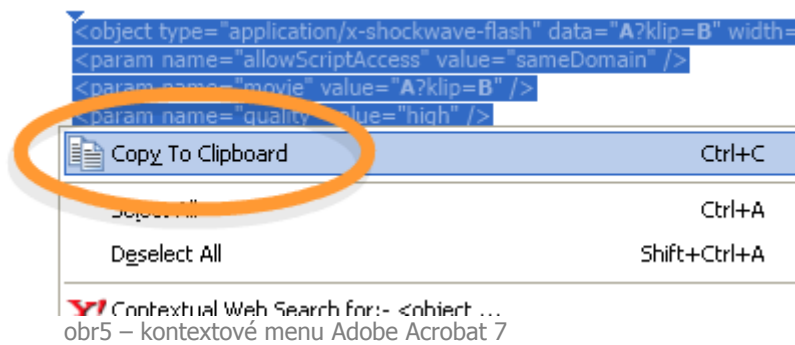 <object type="application/x-shockwave-flash" data="A?klip=B" width=
<param name="allowScriptAccess" value="sameDomain" />
<param name="movie" value="A?klip=B" />
<param name="quality" value="high" />
Copy To Clipboard Ctrl+C
Select All Ctrl+A
Deselect All Shift+Ctrl+A
Y! Contextual Web Search for:- <object ...
obr5 – kontextové menu Adobe Acrobat 7